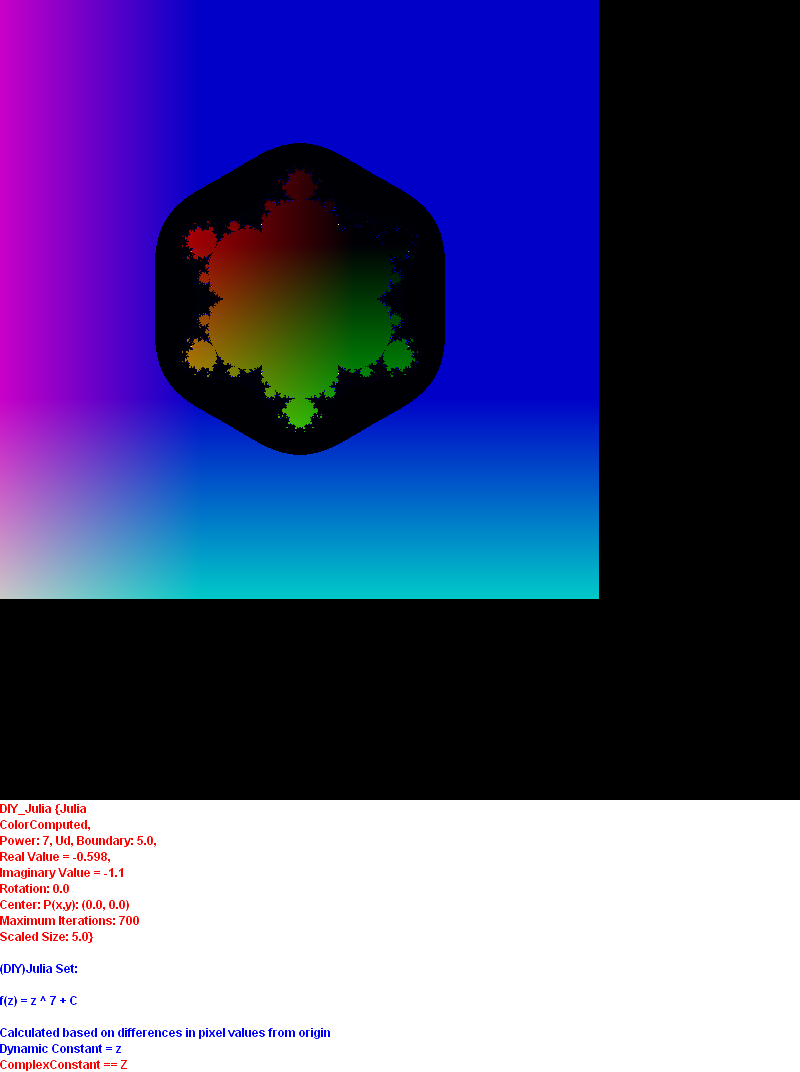 DIY_Julia {Julia
ColorComputed,
Power: 7, Ud, Boundary: 5.0,
Real Value = -0.598,
Imaginary Value = -1.1
Rotation: 0.0
Center: P(x,y): (0.0, 0.0)
Maximum Iterations: 700
Scaled Size: 5.0}
(DIY)Julia Set:
f(z) = z ^ 7 + C
Calculated based on differences in pixel values from origin
Dynamic Constant = z
ComplexConstant == Z